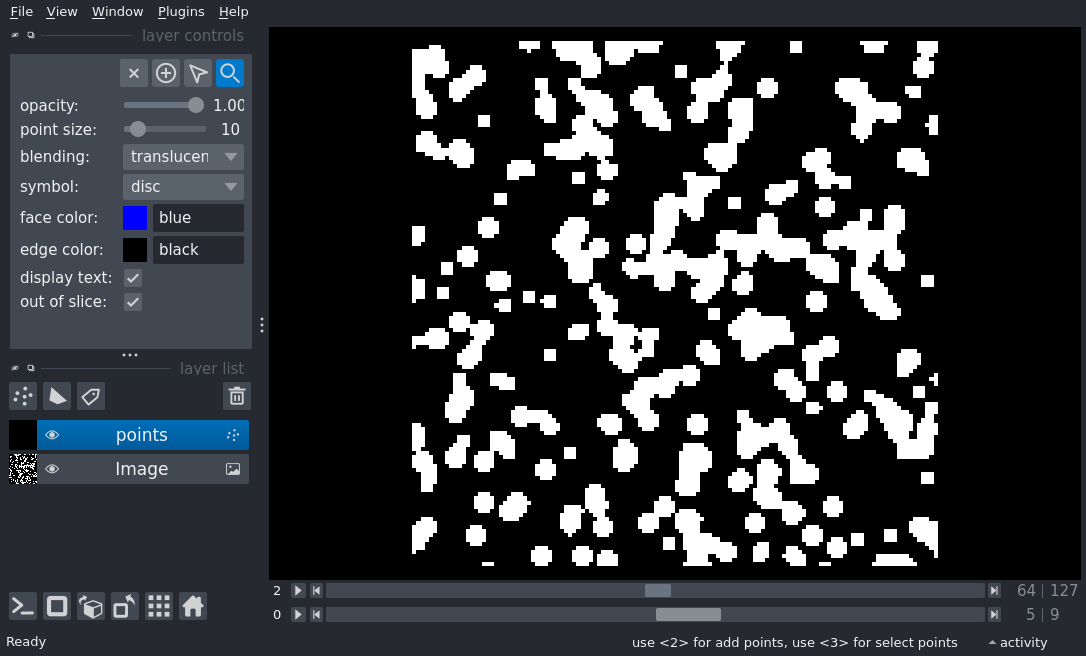 File View Window Plugins Help
layer controls
opacity: 1.00
point size: 10
blending: translucen
symbol: disc
face color: blue
edge color: black
display text:
out of slice:
layer list
points
Image
2 64 | 127
0 5 | 9
Ready use <2> for add points, use <3> for select points activity